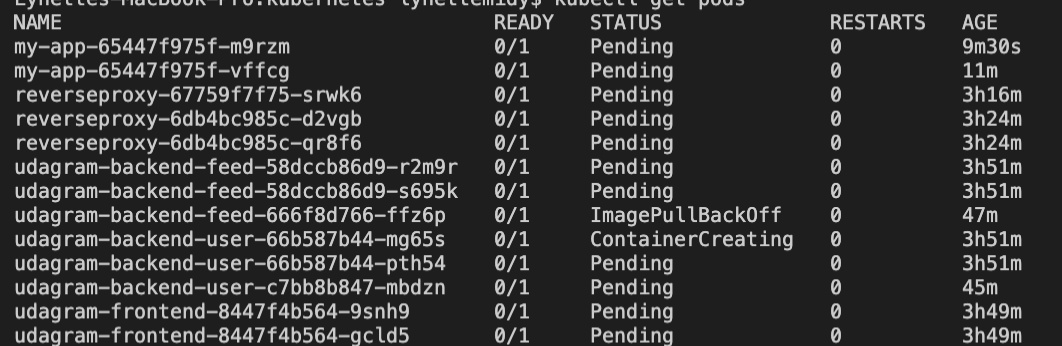 Lynelles-MacBook-Pro:Kubernetes lynellemidy$ kubectl get pods
NAME READY STATUS RESTARTS AGE
my-app-65447f975f-m9rzm 0/1 Pending 0 9m30s
my-app-65447f975f-vffcg 0/1 Pending 0 11m
reverseproxy-67759f7f75-srwk6 0/1 Pending 0 3h16m
reverseproxy-6db4bc985c-d2vgb 0/1 Pending 0 3h24m
reverseproxy-6db4bc985c-qr8f6 0/1 Pending 0 3h24m
udagram-backend-feed-58dccb86d9-r2m9r 0/1 Pending 0 3h51m
udagram-backend-feed-58dccb86d9-s695k 0/1 Pending 0 3h51m
udagram-backend-feed-666f8d766-ffz6p 0/1 ImagePullBackOff 0 47m
udagram-backend-user-66b587b44-mg65s 0/1 ContainerCreating 0 3h51m
udagram-backend-user-66b587b44-pth54 0/1 Pending 0 3h51m
udagram-backend-user-c7bb8b847-mbdzn 0/1 Pending 0 45m
udagram-frontend-8447f4b564-9snh9 0/1 Pending 0 3h49m
udagram-frontend-8447f4b564-gcld5 0/1 Pending 0 3h49m